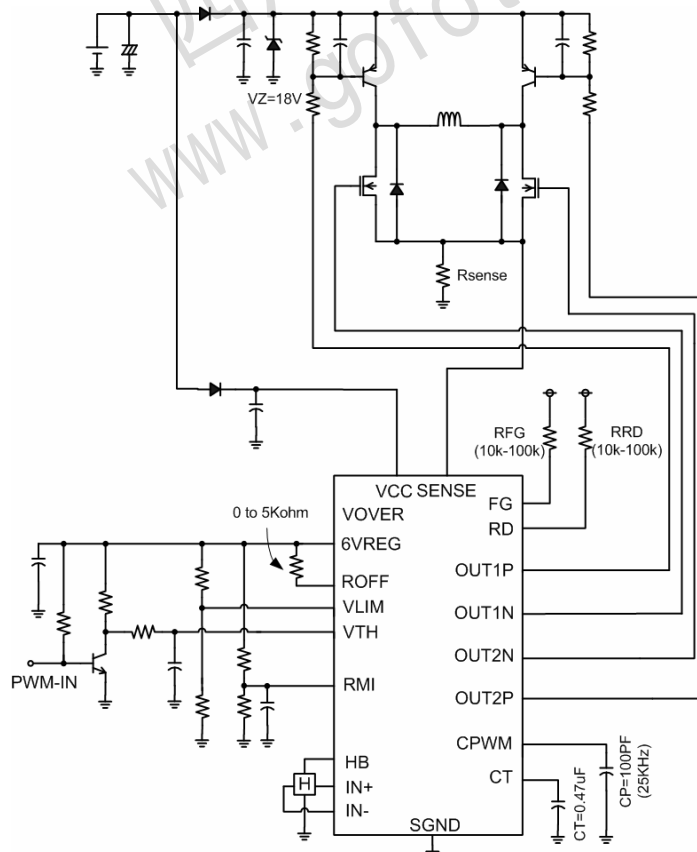 www.gofo
VZ=18V
Rsense
RFG
(10k-100k)
RRD
(10k-100k)
VCC SENSE
VOVER
6VREG
ROFF
VLIM
VTH
RMI
HB
IN+
IN-
SGND
FG
RD
OUT1P
OUT1N
OUT2N
OUT2P
CPWM
CT
0 to 5Kohm
PWM-IN
H
CT=0.47uF
CP=100PF
(25KHz)